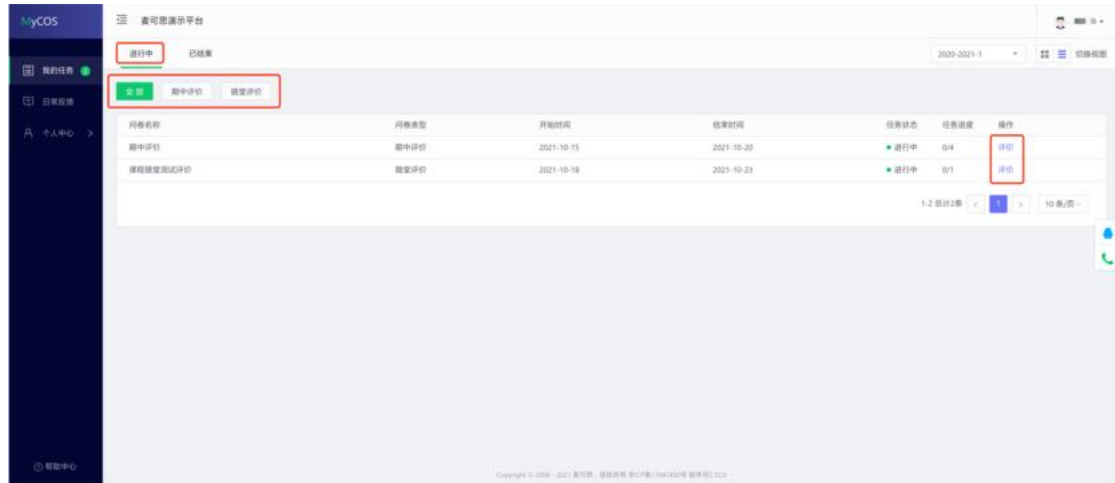 MyCOS
麦可思演示平台
进行中 已结束
2020-2021-1 切换视图
我的任务
日常反馈
个人中心
全部 期中评价 随堂评价
问卷名称 问卷类型 开始时间 结束时间 任务状态 任务进度 操作
期中评价 期中评价 2021-10-15 2021-10-20 进行中 0/4 评价
课程随堂测试评价 随堂评价 2021-10-18 2021-10-23 进行中 0/1 评价
1-2 总计2条 < 1 > 10 条/页
帮助中心
Copyright © 2006 - 2021 麦可思